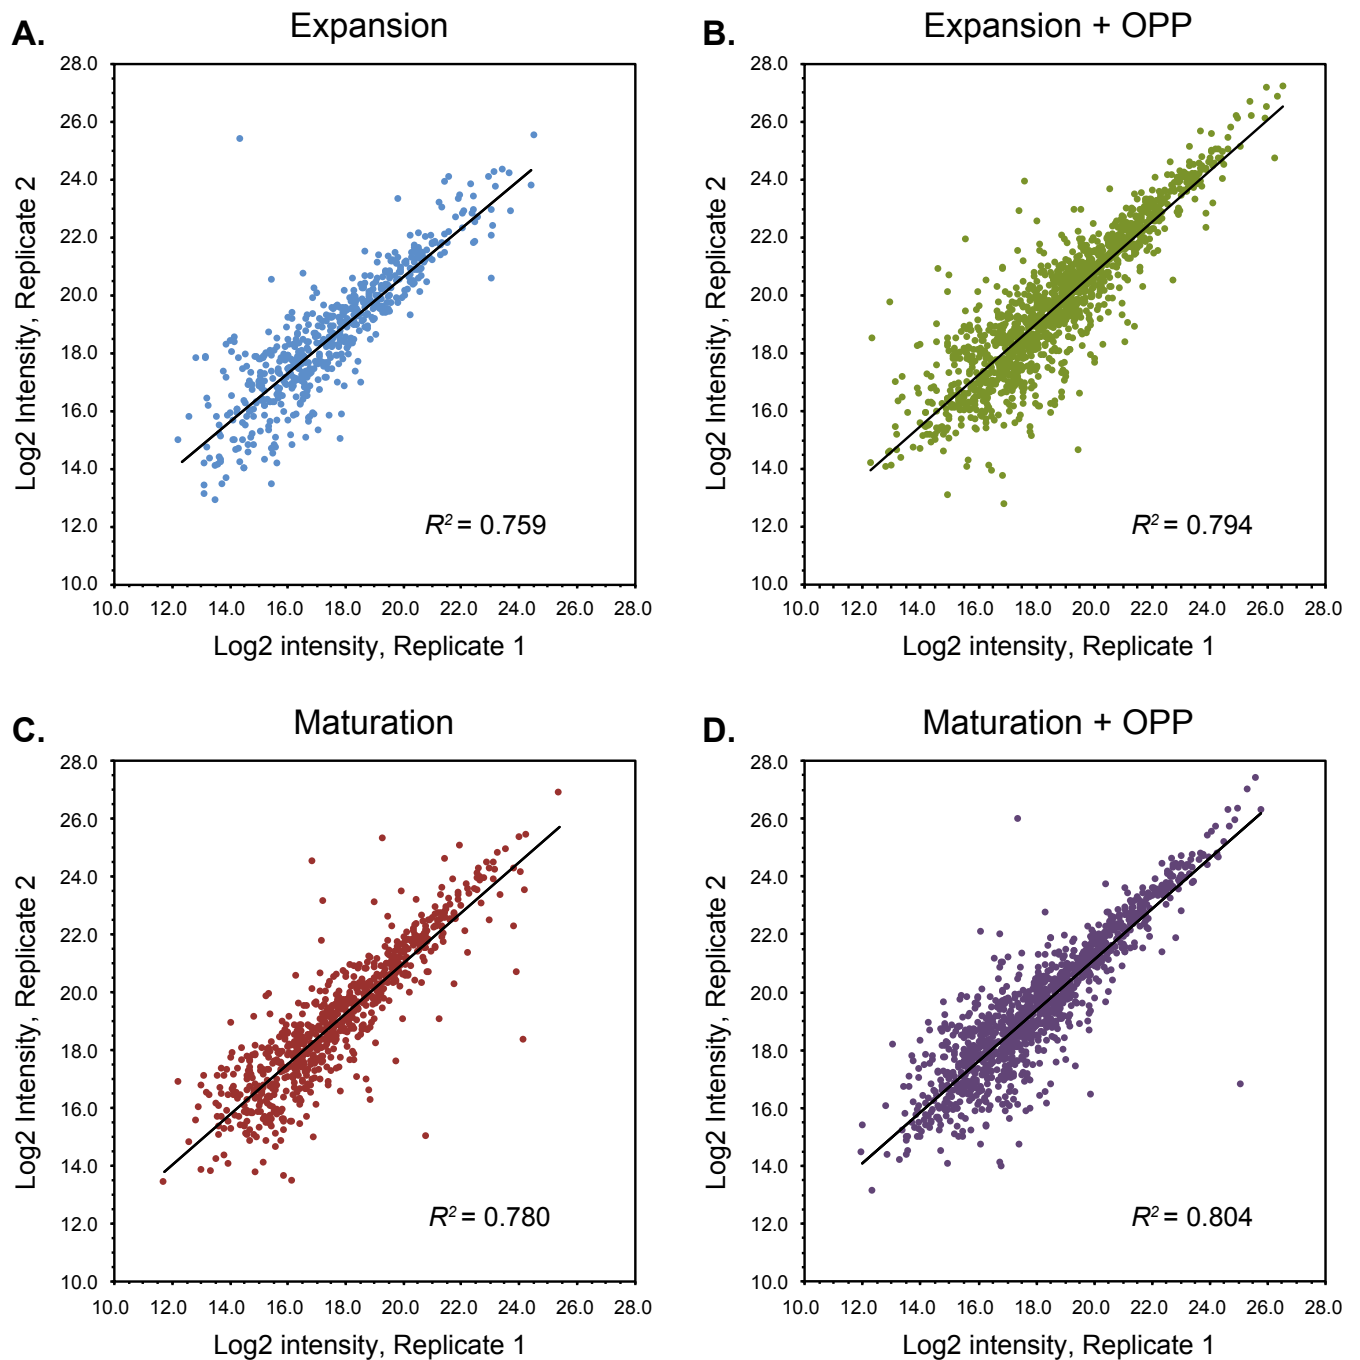 A.
Expansion
28.0
26.0
24.0
22.0
20.0
18.0
16.0
14.0
12.0
10.0
Log2 Intensity, Replicate 2
R² = 0.759
10.0 12.0 14.0 16.0 18.0 20.0 22.0 24.0 26.0 28.0
Log2 intensity, Replicate 1
B.
Expansion + OPP
28.0
26.0
24.0
22.0
20.0
18.0
16.0
14.0
12.0
10.0
Log2 Intensity, Replicate 2
R² = 0.794
10.0 12.0 14.0 16.0 18.0 20.0 22.0 24.0 26.0 28.0
Log2 intensity, Replicate 1
C.
Maturation
28.0
26.0
24.0
22.0
20.0
18.0
16.0
14.0
12.0
10.0
Log2 Intensity, Replicate 2
R² = 0.780
10.0 12.0 14.0 16.0 18.0 20.0 22.0 24.0 26.0 28.0
Log2 intensity, Replicate 1
D.
Maturation + OPP
28.0
26.0
24.0
22.0
20.0
18.0
16.0
14.0
12.0
10.0
Log2 Intensity, Replicate 2
R² = 0.804
10.0 12.0 14.0 16.0 18.0 20.0 22.0 24.0 26.0 28.0
Log2 intensity, Replicate 1